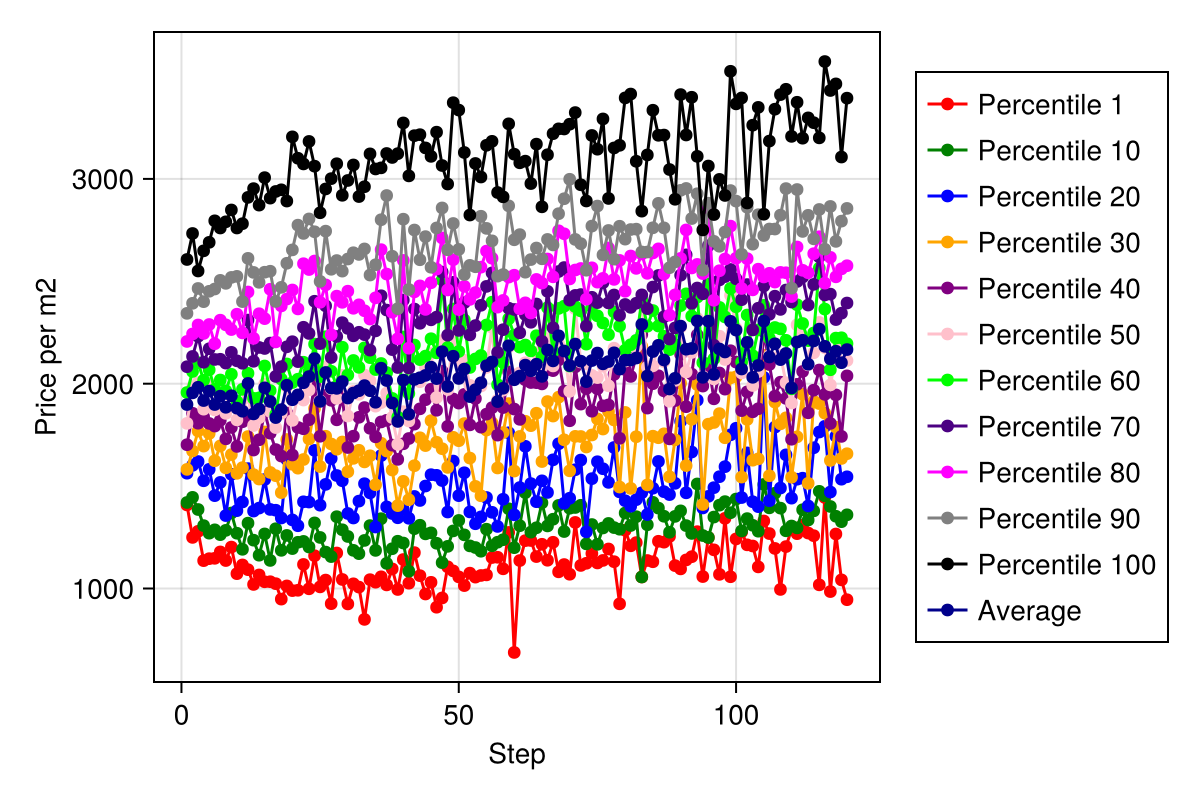 Price per m2
3000
2000
1000
0
50
100
Step
Percentile 1
Percentile 10
Percentile 20
Percentile 30
Percentile 40
Percentile 50
Percentile 60
Percentile 70
Percentile 80
Percentile 90
Percentile 100
Average